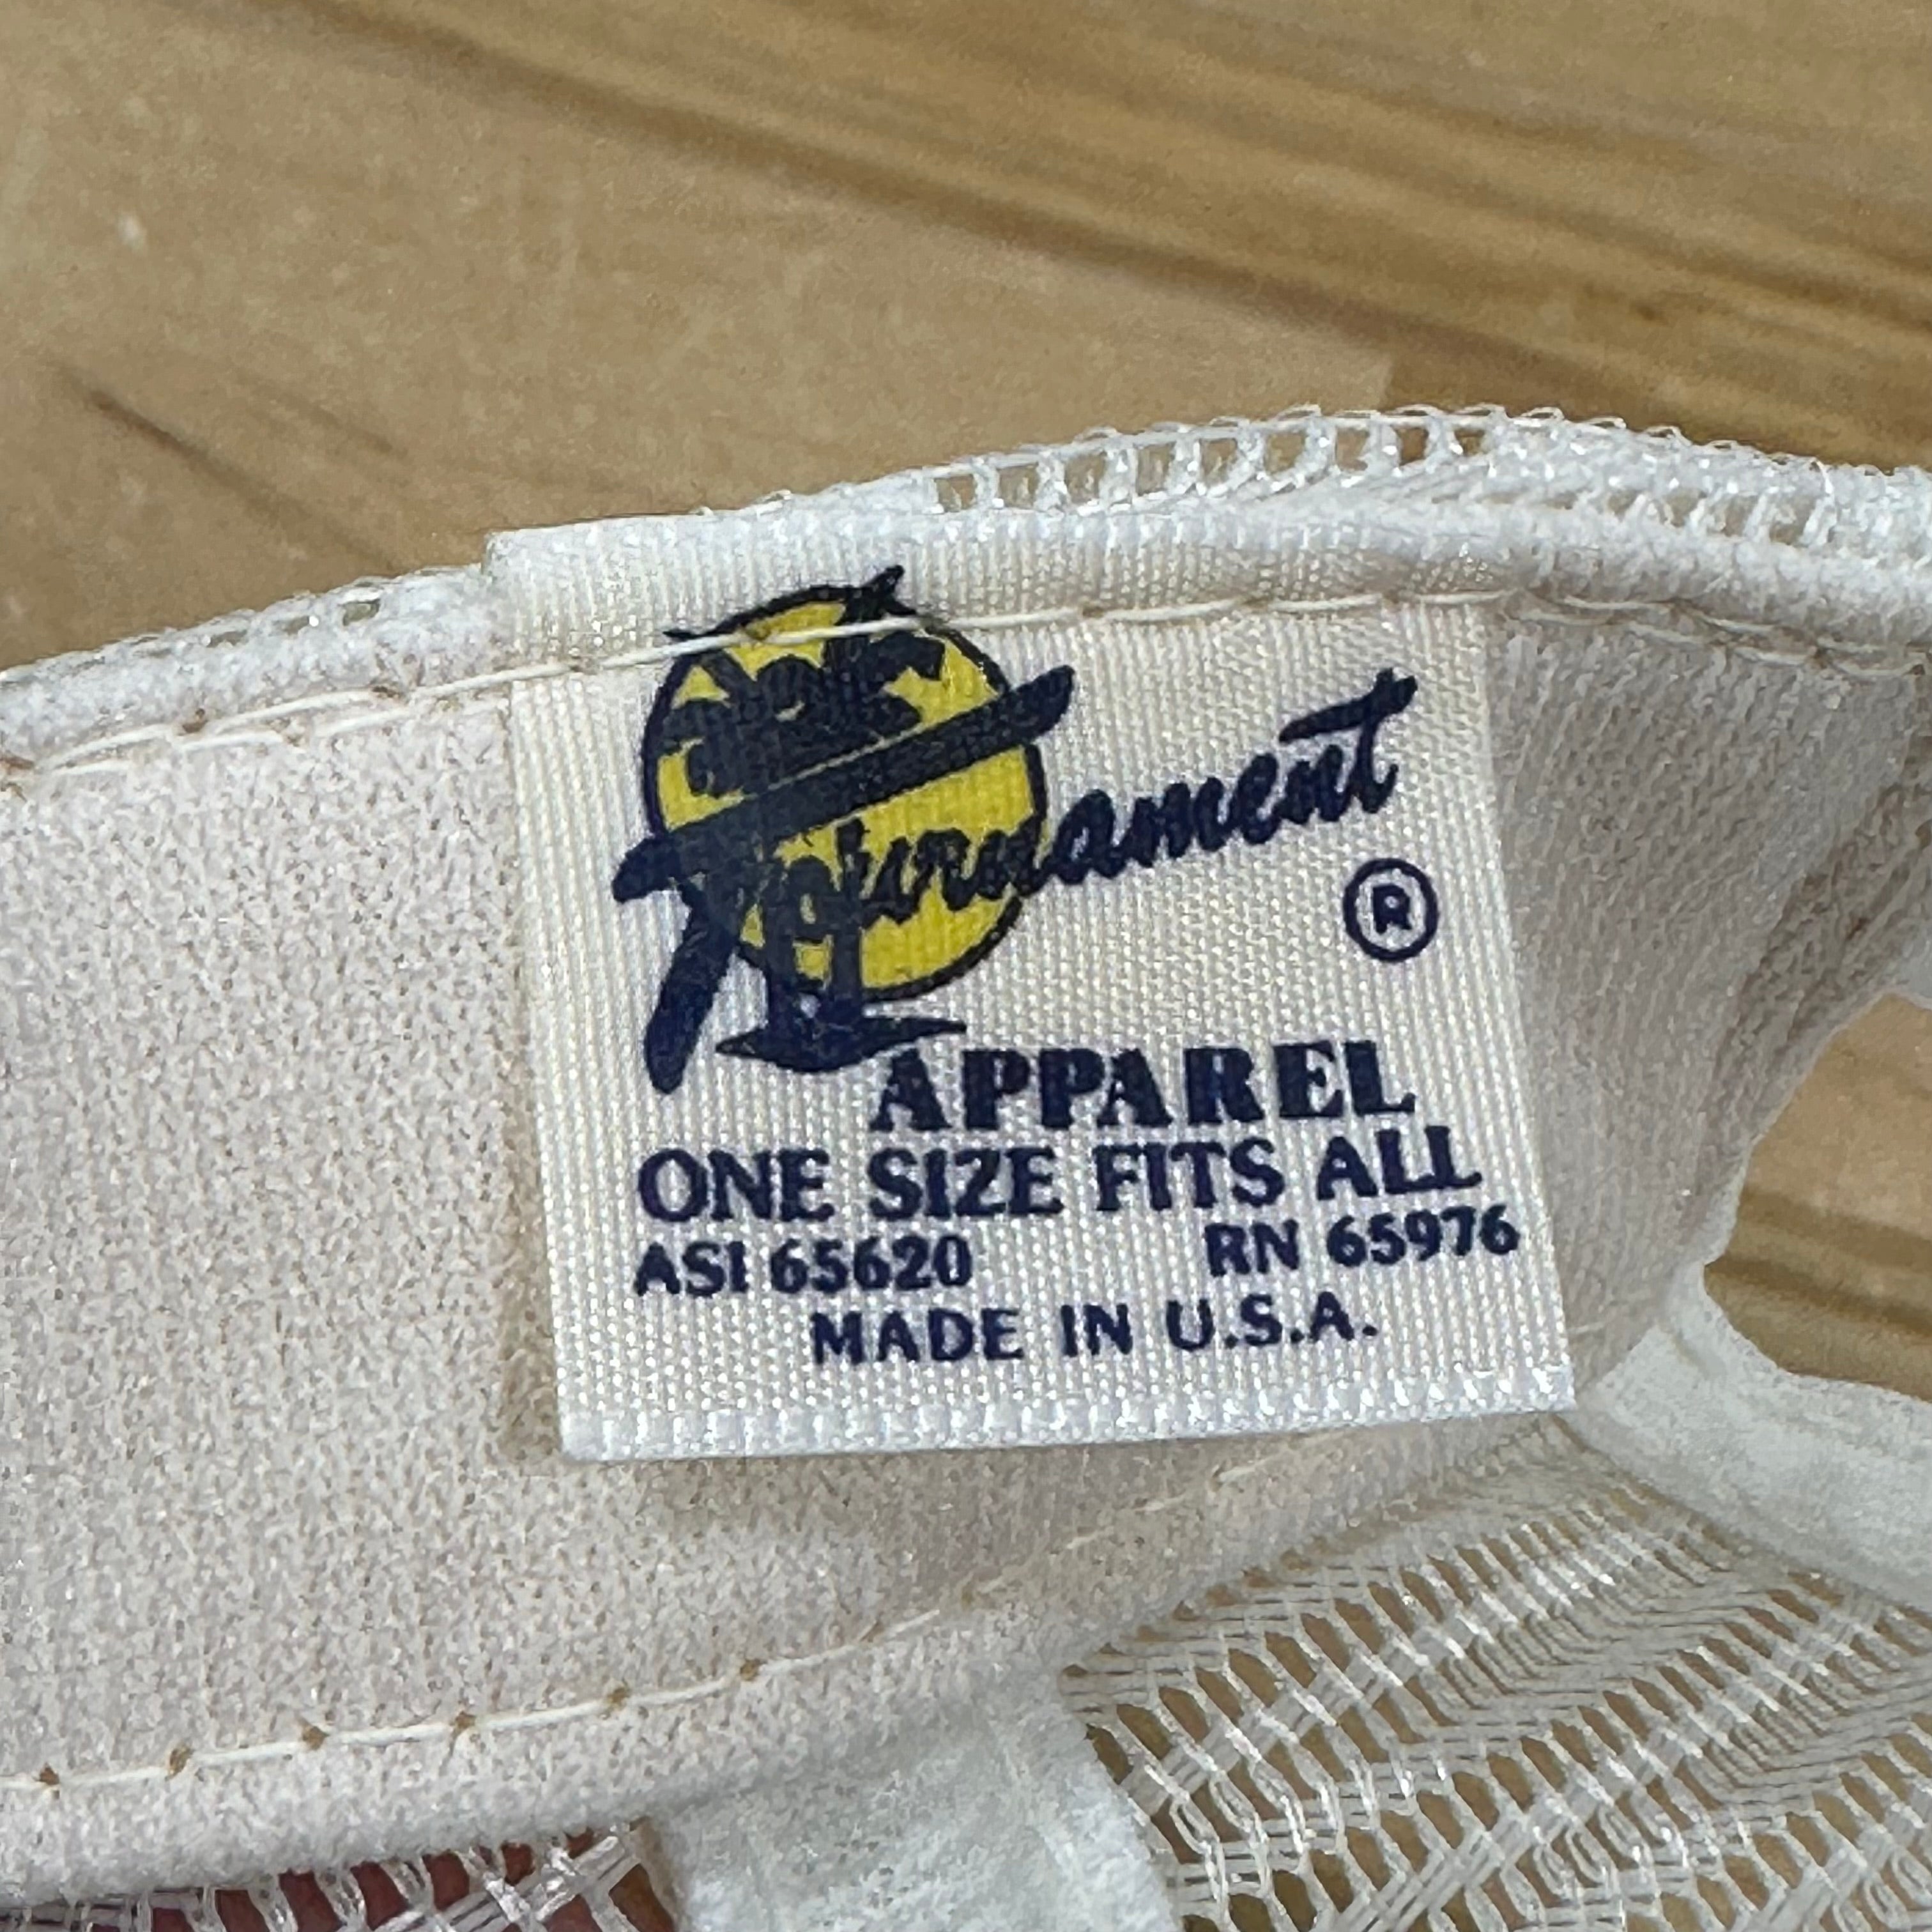 Tournament
®
APPAREL
ONE SIZE FITS ALL
ASI 65620 RN 65976
MADE IN U.S.A.